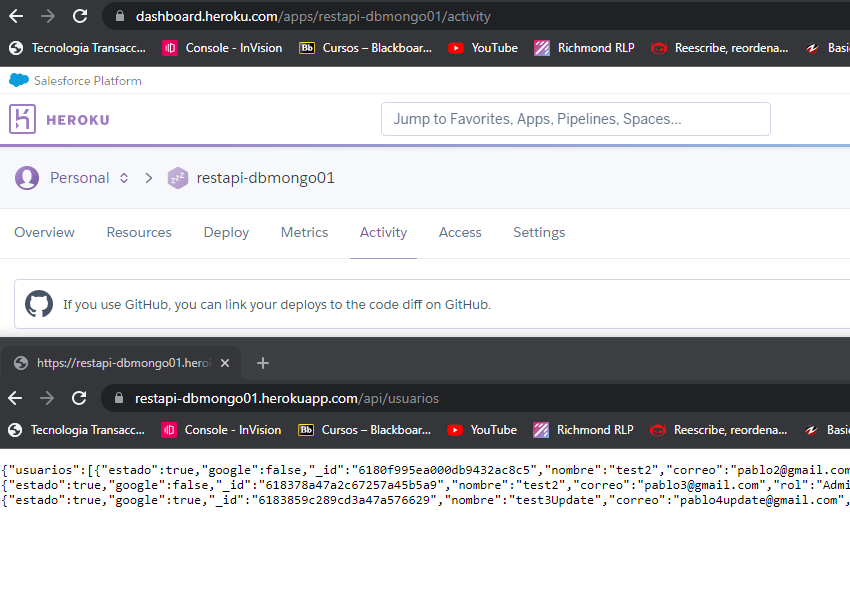 dashboard.heroku.com/apps/restapi-dbmongo01/activity
Tecnologia Transacc... Console - InVision Bb Cursos – Blackboar... YouTube Richmond RLP Reescribe, reordena... Basi
Salesforce Platform
HEROKU
Jump to Favorites, Apps, Pipelines, Spaces...
Personal restapi-dbmongo01
Overview Resources Deploy Metrics Activity Access Settings
If you use GitHub, you can link your deploys to the code diff on GitHub.
https://restapi-dbmongo01.hero
restapi-dbmongo01.herokuapp.com/api/usuarios
Tecnologia Transacc... Console - InVision Bb Cursos – Blackboar... YouTube Richmond RLP Reescribe, reordena... Basi
{"usuarios":[{"estado":true,"google":false,"_id":"6180f995ea000db9432ac8c5","nombre":"test2","correo":"pablo2@gmail.com
{"estado":true,"google":false,"_id":"618378a47a2c67257a45b5a9","nombre":"test2","correo":"pablo3@gmail.com","rol":"Admi
{"estado":true,"google":true,"_id":"6183859c289cd3a47a576629","nombre":"test3Update","correo":"pablo4update@gmail.com",